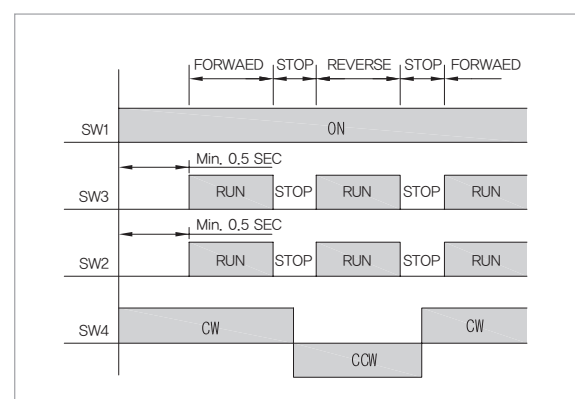 FORWAED STOP REVERSE STOP FORWAED
SW1 ON
Min. 0.5 SEC
SW3 RUN STOP RUN STOP RUN
Min. 0.5 SEC
SW2 RUN STOP RUN STOP RUN
SW4 CW CW
CCW